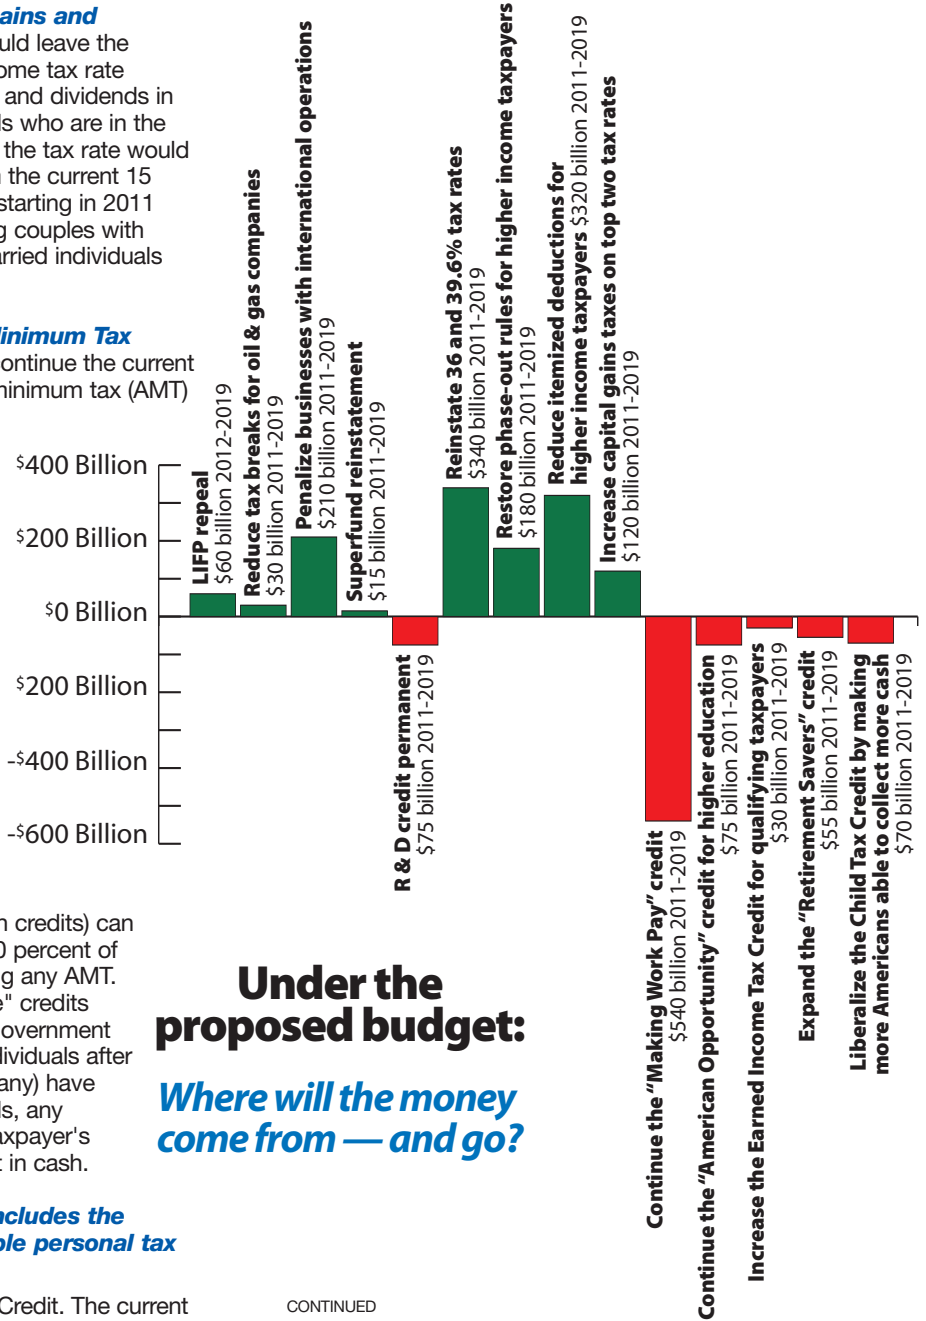 ains and
uld leave the
ome tax rate
and dividends in
ls who are in the
the tax rate would
the current 15
starting in 2011
g couples with
rried individuals
inimum Tax
ontinue the current
ninimum tax (AMT)
$400 Billion
$200 Billion
$0 Billion
$200 Billion
-$400 Billion
-$600 Billion
LIFP repeal
$60 billion 2012-2019
Reduce tax breaks for oil & gas companies
$30 billion 2011-2019
Penalize businesses with international operations
$210 billion 2011-2019
Superfund reinstatement
$15 billion 2011-2019
R & D credit permanent
$75 billion 2011-2019
Reinstate 36 and 39.6% tax rates
$340 billion 2011-2019
Restore phase-out rules for higher income taxpayers
$180 billion 2011-2019
Reduce itemized deductions for
higher income taxpayers $320 billion 2011-2019
Increase capital gains taxes on top two tax rates
$120 billion 2011-2019
Continue the “Making Work Pay” credit
$540 billion 2011-2019
Continue the “American Opportunity” credit for higher education
$75 billion 2011-2019
Increase the Earned Income Tax Credit for qualifying taxpayers
$30 billion 2011-2019
Expand the “Retirement Savers” credit
$55 billion 2011-2019
Liberalize the Child Tax Credit by making
more Americans able to collect more cash
$70 billion 2011-2019
n credits) can
0 percent of
g any AMT.
e" credits
overnment
dividuals after
any) have
ls, any
axpayer's
t in cash.
ncludes the
ble personal tax
Credit. The current
Under the
proposed budget:
Where will the money
come from — and go?
CONTINUED